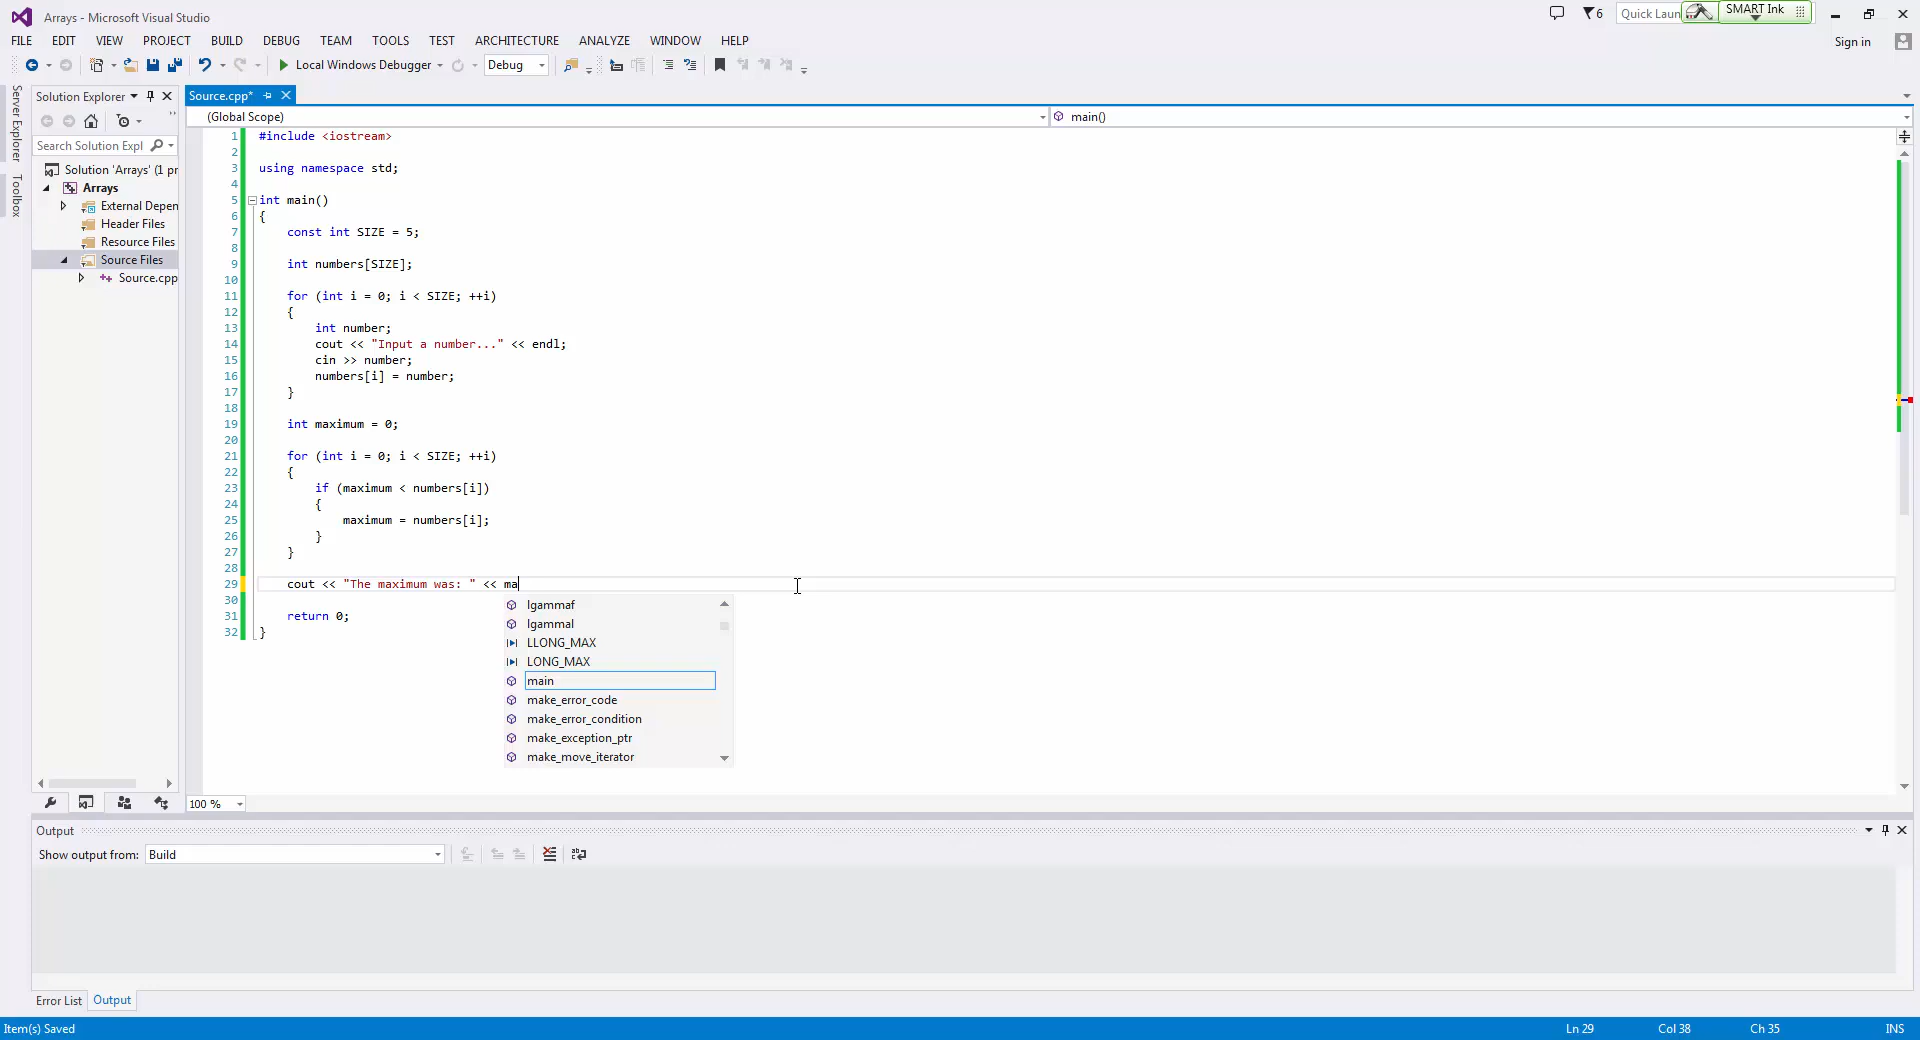 Arrays - Microsoft Visual Studio
6
Quick Laun
SMART Ink
FILE EDIT VIEW PROJECT BUILD DEBUG TEAM TOOLS TEST ARCHITECTURE ANALYZE WINDOW HELP
Sign in
Local Windows Debugger
Debug
Server Explorer
Toolbox
Solution Explorer
Search Solution Expl
Solution 'Arrays' (1 pr
Arrays
External Depen
Header Files
Resource Files
Source Files
Source.cpp
Source.cpp*
(Global Scope)
main()
1 #include <iostream>
2
3 using namespace std;
4
5 int main()
6 {
7 const int SIZE = 5;
8
9 int numbers[SIZE];
10
11 for (int i = 0; i < SIZE; ++i)
12 {
13 int number;
14 cout << "Input a number..." << endl;
15 cin >> number;
16 numbers[i] = number;
17 }
18
19 int maximum = 0;
20
21 for (int i = 0; i < SIZE; ++i)
22 {
23 if (maximum < numbers[i])
24 {
25 maximum = numbers[i];
26 }
27 }
28
29 cout << "The maximum was: " << ma
30
31 return 0;
32 }
lgammaf
lgammal
LLONG_MAX
LONG_MAX
main
make_error_code
make_error_condition
make_exception_ptr
make_move_iterator
100 %
Output
Show output from: Build
Error List Output
Item(s) Saved
Ln 29 Col 38 Ch 35 INS